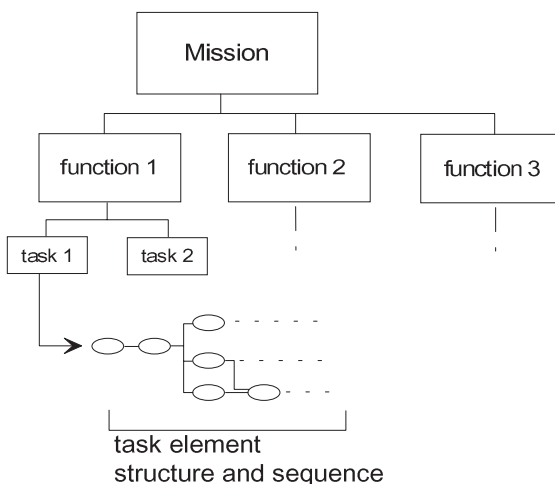 Mission
function 1
function 2
function 3
task 1
task 2
task element
structure and sequence